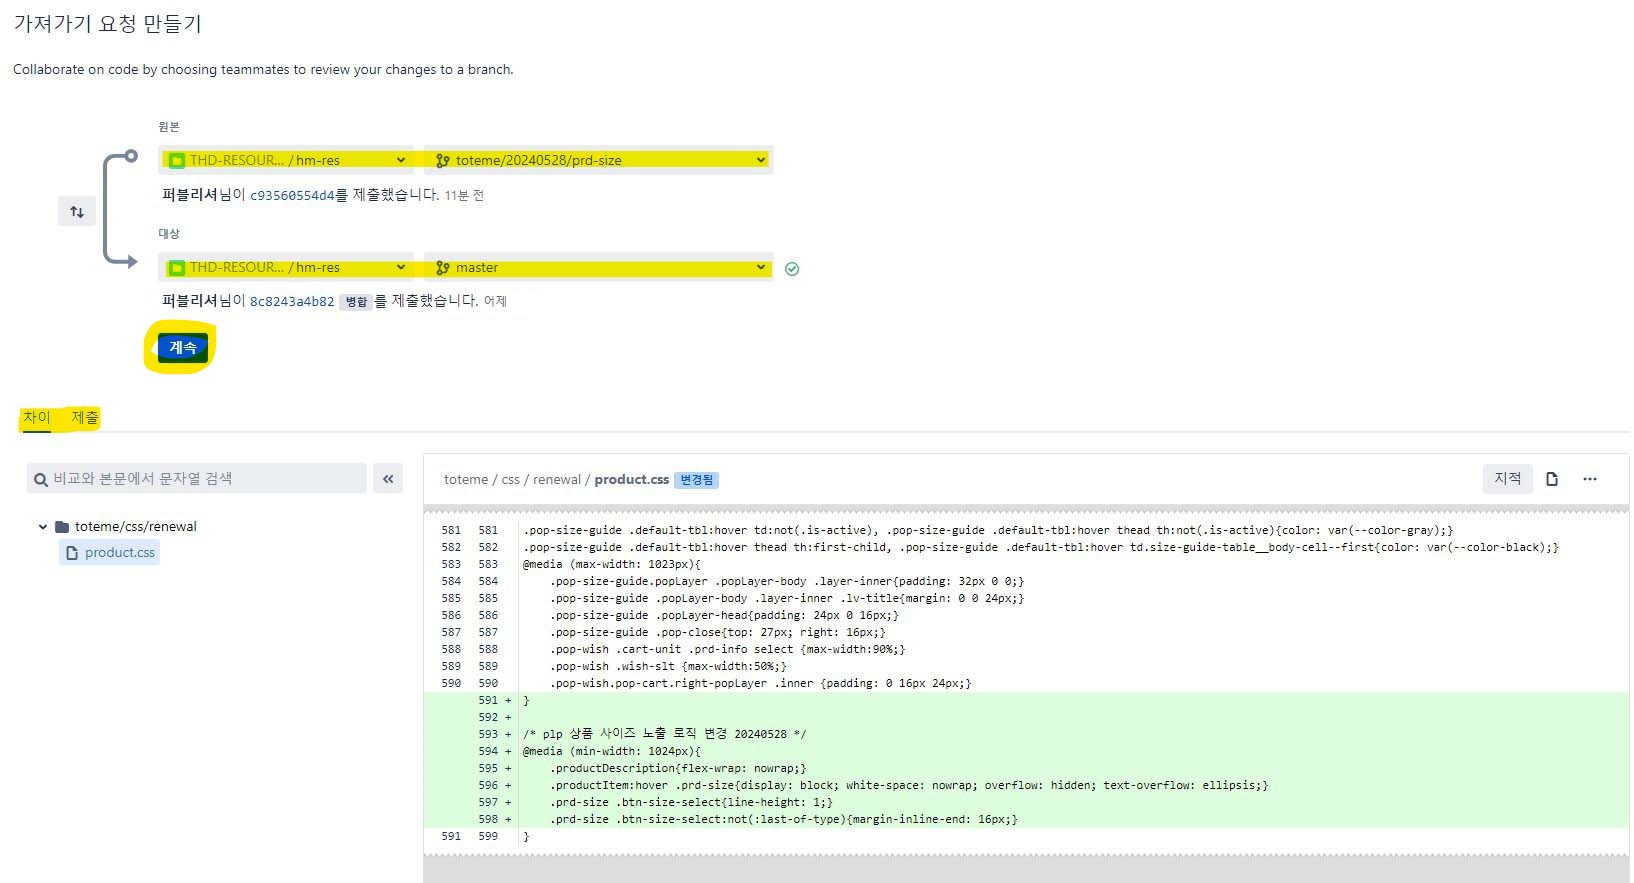 가져가기 요청 만들기
Collaborate on code by choosing teammates to review your changes to a branch.
원본
THD-RESOUR... / hm-res
toteme/20240528/prd-size
퍼블리셔님이 c93560554d4를 제출했습니다. 11분 전
대상
THD-RESOUR... / hm-res
master
퍼블리셔님이 8c8243a4b82 병합 를 제출했습니다. 어제
계속
차이 제출
비교와 본문에서 문자열 검색
«
toteme/css/renewal
product.css
toteme / css / renewal / product.css 변경됨
지적
···
581 581 .pop-size-guide .default-tbl:hover td:not(.is-active), .pop-size-guide .default-tbl:hover thead th:not(.is-active){color: var(--color-gray);}
582 582 .pop-size-guide .default-tbl:hover thead th:first-child, .pop-size-guide .default-tbl:hover td.size-guide-table__body-cell--first{color: var(--color-black);}
583 583 @media (max-width: 1023px){
584 584 .pop-size-guide.popLayer .popLayer-body .layer-inner{padding: 32px 0 0;}
585 585 .pop-size-guide .popLayer-body .layer-inner .lv-title{margin: 0 0 24px;}
586 586 .pop-size-guide .popLayer-head{padding: 24px 0 16px;}
587 587 .pop-size-guide .pop-close{top: 27px; right: 16px;}
588 588 .pop-wish .cart-unit .prd-info select {max-width:90%;}
589 589 .pop-wish .wish-slt {max-width:50%;}
590 590 .pop-wish.pop-cart.right-popLayer .inner {padding: 0 16px 24px;}
591 + }
592 +
593 + /* plp 상품 사이즈 노출 로직 변경 20240528 */
594 + @media (min-width: 1024px){
595 + .productDescription{flex-wrap: nowrap;}
596 + .productItem:hover .prd-size{display: block; white-space: nowrap; overflow: hidden; text-overflow: ellipsis;}
597 + .prd-size .btn-size-select{line-height: 1;}
598 + .prd-size .btn-size-select:not(:last-of-type){margin-inline-end: 16px;}
591 599 }